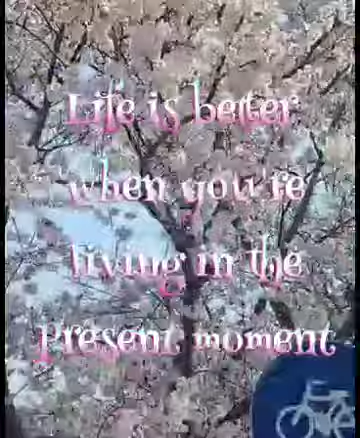 Life is better
when you're
living in the
Present moment